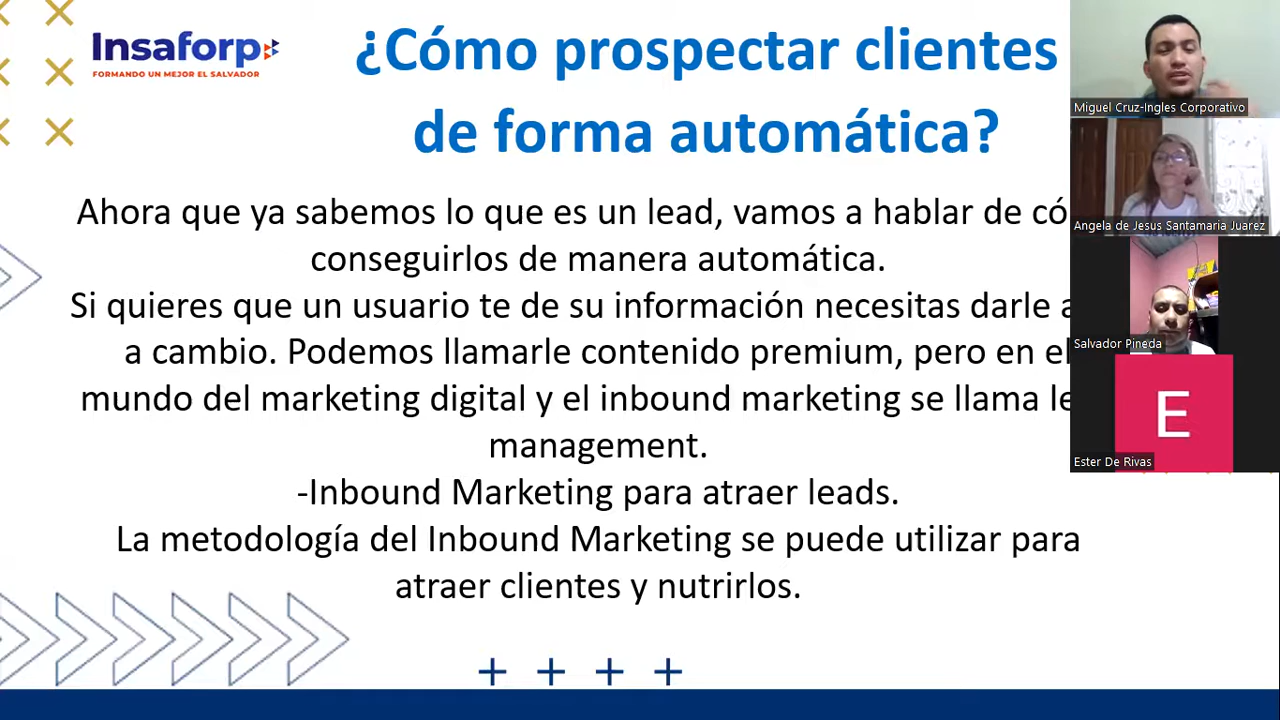 Insaforp
FORMANDO UN MEJOR EL SALVADOR
¿Cómo prospectar clientes
de forma automática?
Ahora que ya sabemos lo que es un lead, vamos a hablar de
conseguirlos de manera automática.
Si quieres que un usuario te de su información necesitas darle
a cambio. Podemos llamarle contenido premium, pero en el
mundo del marketing digital y el inbound marketing se llama
management.
-Inbound Marketing para atraer leads.
La metodología del Inbound Marketing se puede utilizar para
atraer clientes y nutrirlos.
Miguel Cruz-Ingles Corporativo
Angela de Jesus Santamaria Juarez
Salvador Pineda
E
Ester De Rivas